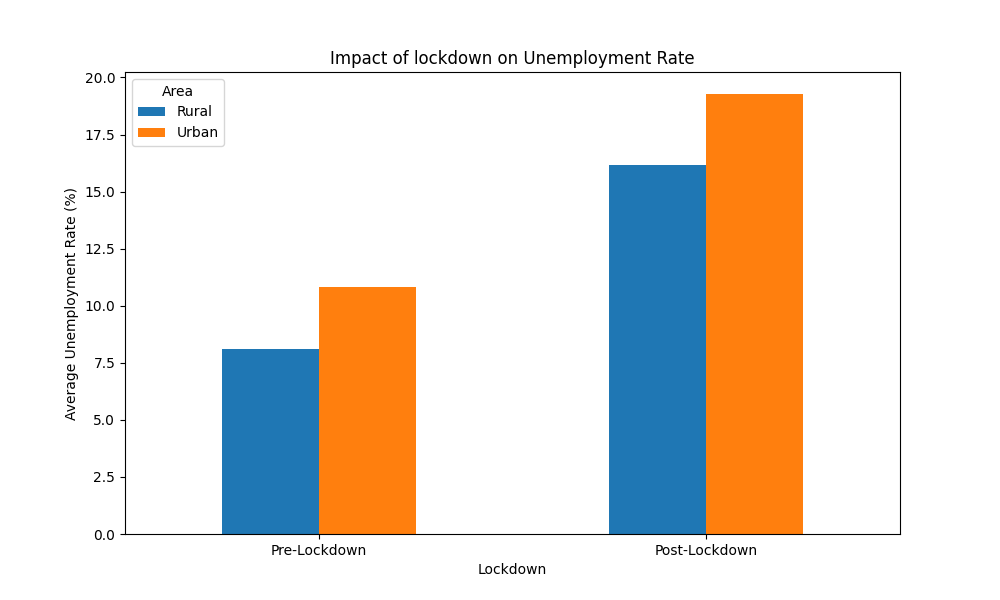 Impact of lockdown on Unemployment Rate
Area
Rural
Urban
Average Unemployment Rate (%)
20.0
17.5
15.0
12.5
10.0
7.5
5.0
2.5
0.0
Pre-Lockdown
Post-Lockdown
Lockdown